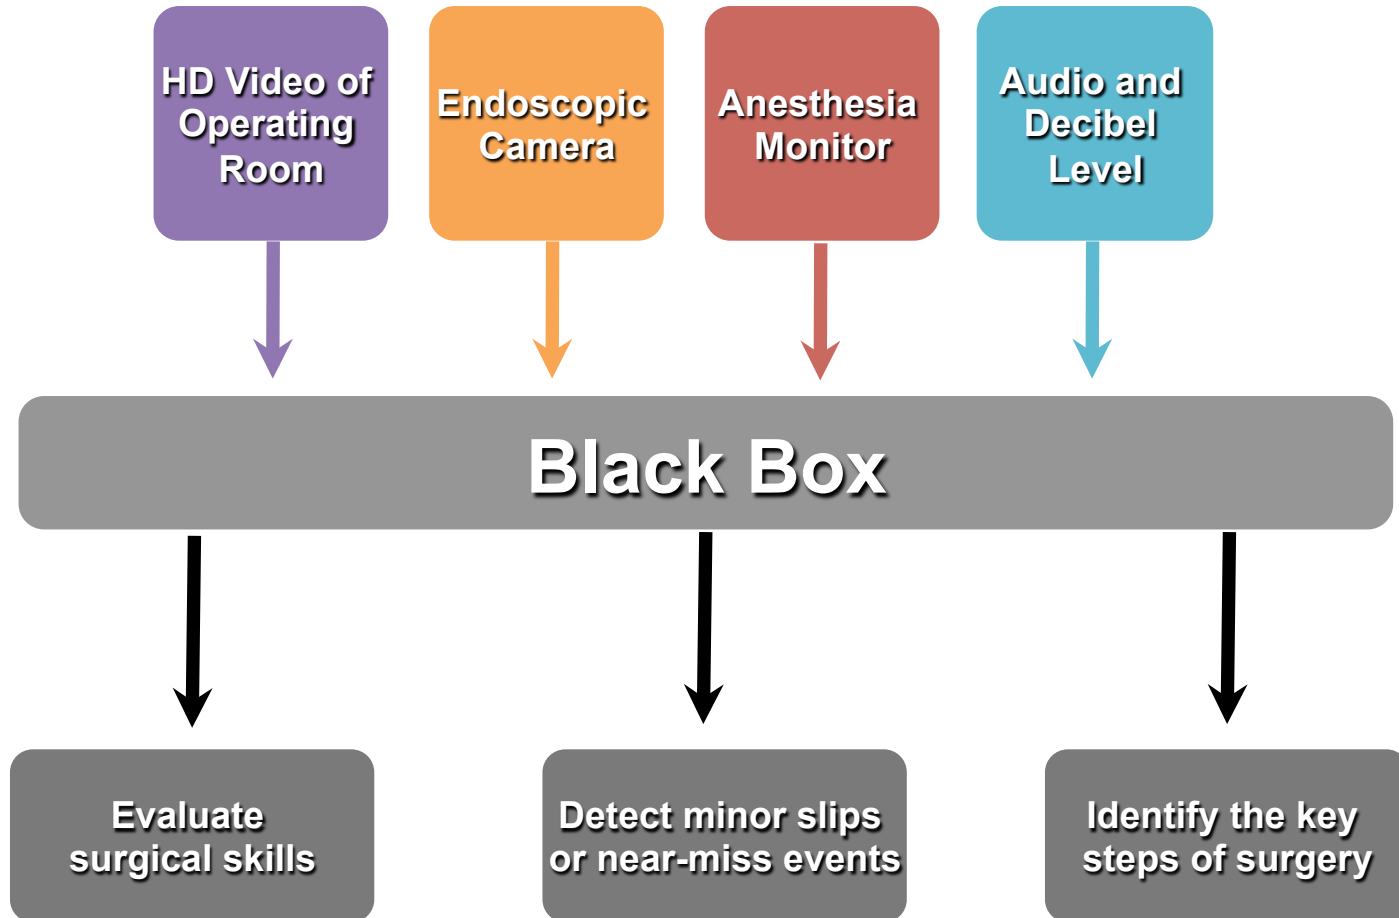 HD Video of
Operating
Room
Endoscopic
Camera
Anesthesia
Monitor
Audio and
Decibel
Level
Black Box
Evaluate
surgical skills
Detect minor slips
or near-miss events
Identify the key
steps of surgery